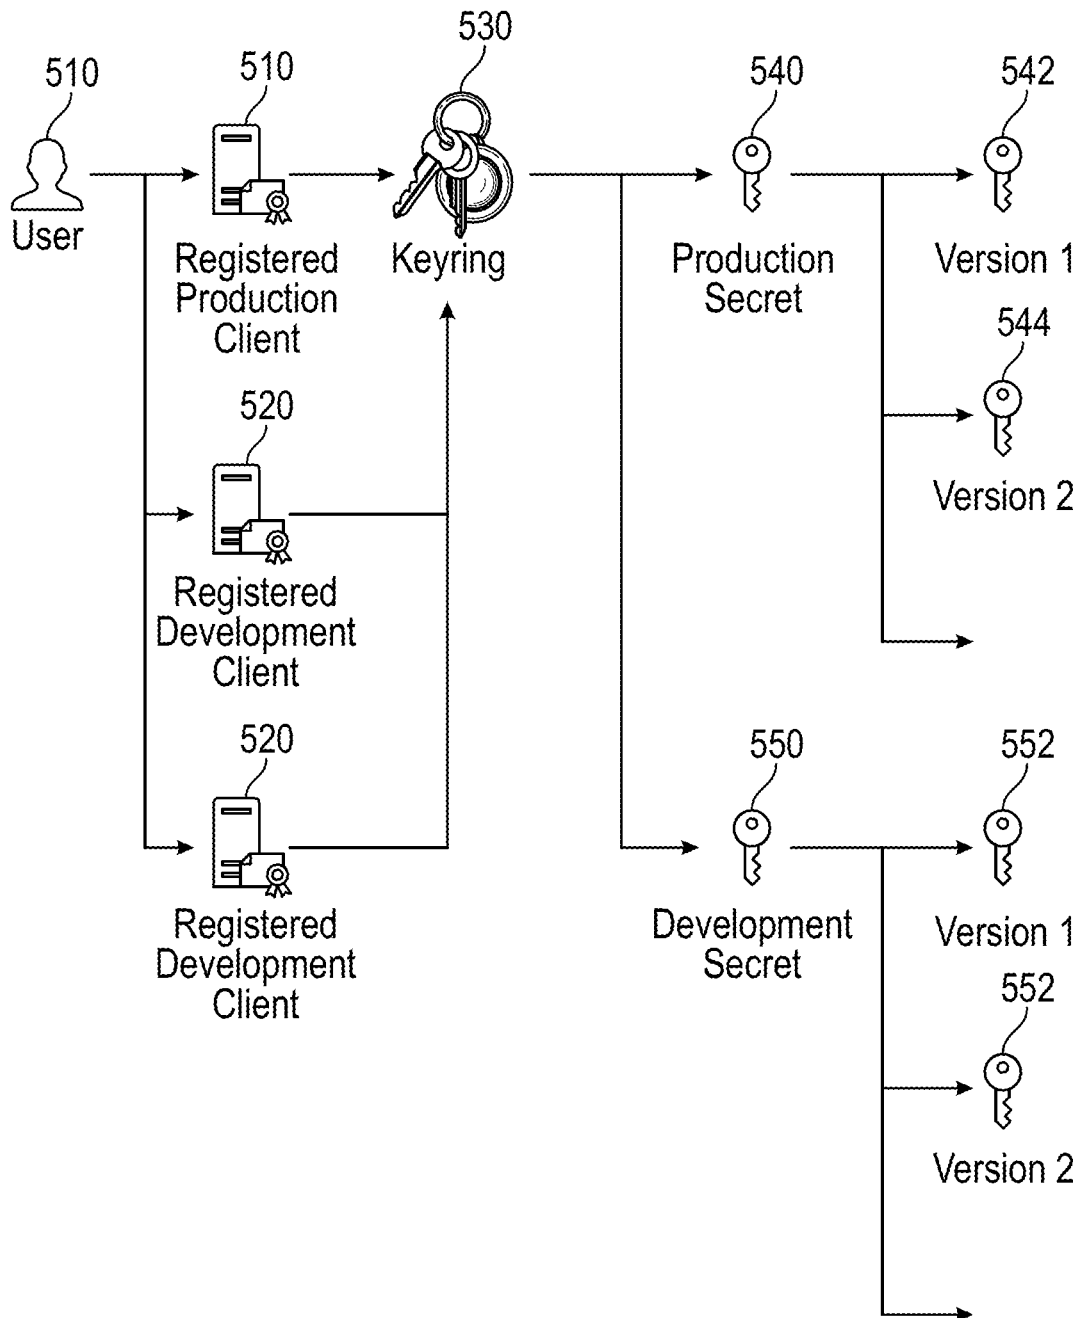 530
510
510
540
542
User
Registered
Production
Client
Keyring
Production
Secret
Version 1
544
520
Version 2
Registered
Development
Client
520
550
552
Registered
Development
Client
Development
Secret
Version 1
552
Version 2